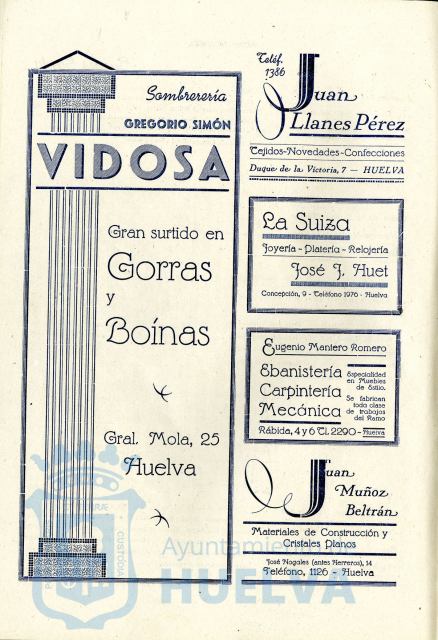 Sombrerería
GREGORIO SIMÓN
VIDOSA
Gran surtido en
Gorras
y
Boínas
Gral. Mola, 25
Huelva
Teléf.
1386
Juan
Llanes Pérez
Tejidos-Novedades-Confecciones
Duque de la Victoria, 7 — HUELVA
La Suiza
Joyería - Platería - Relojería
José J. Huet
Concepción, 9 - Teléfono 1976 - Huelva
Eugenio Mantero Romero
Ebanistería
Carpintería
Mecánica
Especialidad
en Muebles
de Estilo.
Se fabrican
toda clase
de trabajos
del Ramo
Rábida, 4 y 6 Tl. 2290 - Huelva
Juan
Muñoz
Beltrán
Materiales de Construcción y
Cristales Planos
José Nogales (antes Herreros), 14
Teléfono, 1126 - Huelva
Ayuntamie
HUELVA
CUSTODIA